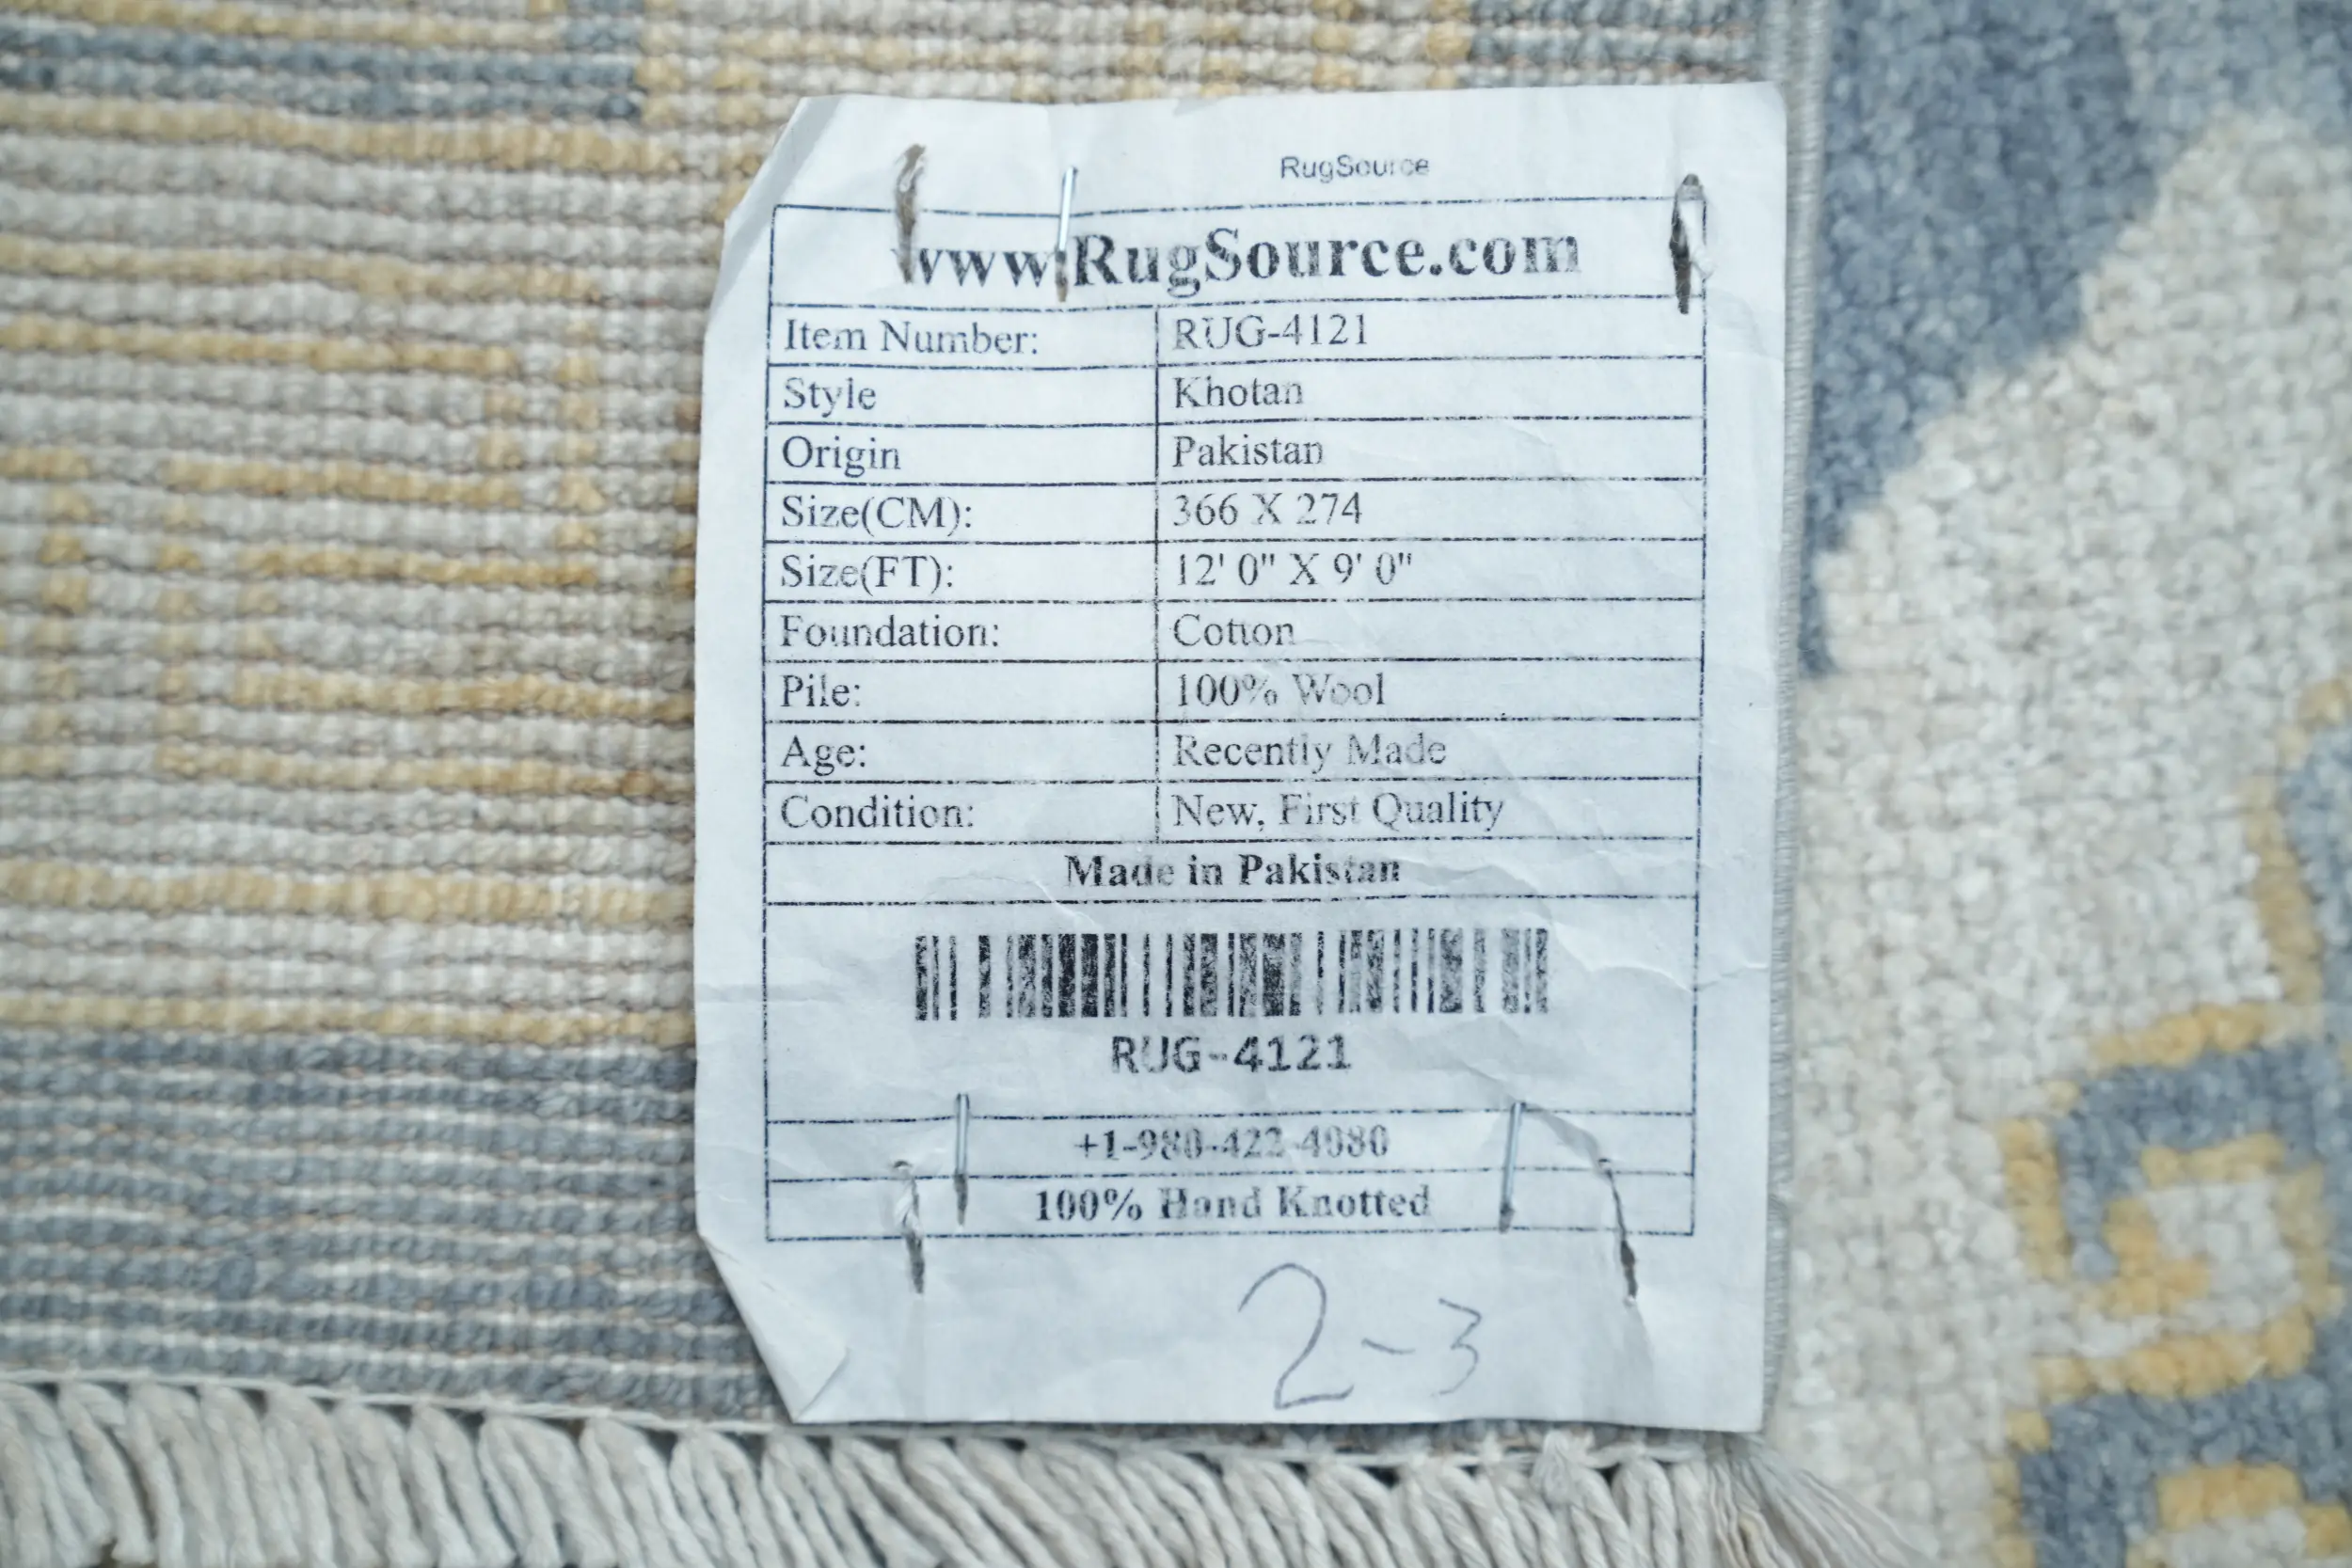 RugSource
www.RugSource.com
Item Number: RUG-4121
Style Khotan
Origin Pakistan
Size(CM): 366 X 274
Size(FT): 12' 0" X 9' 0"
Foundation: Cotton
Pile: 100% Wool
Age: Recently Made
Condition: New, First Quality
Made in Pakistan
RUG-4121
+1-980-422-4080
100% Hand Knotted
2-3